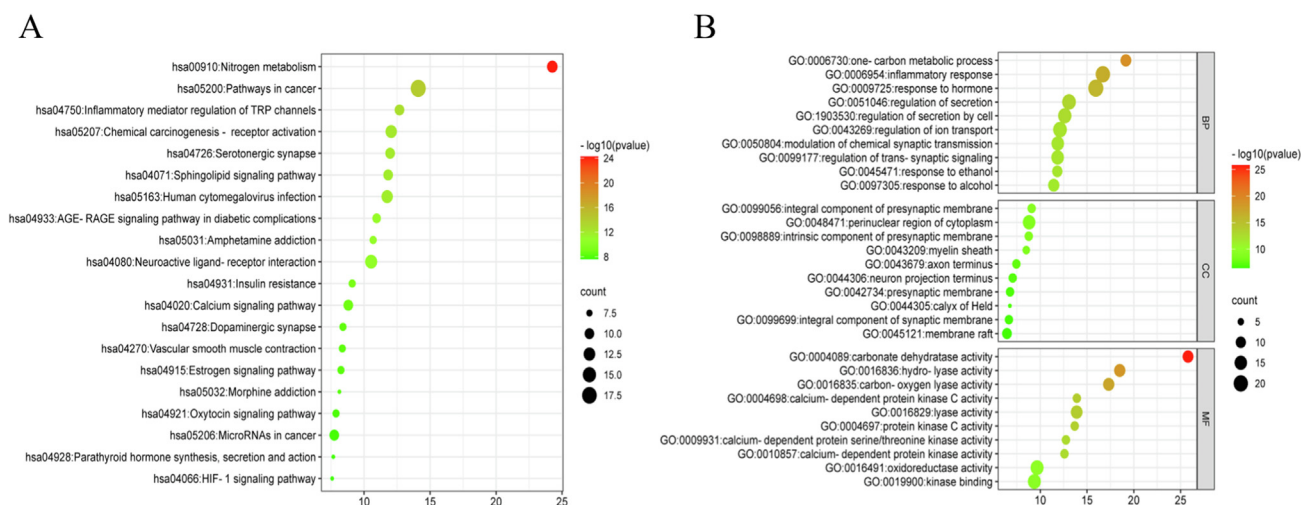 A
hsa00910:Nitrogen metabolism
hsa05200:Pathways in cancer
hsa04750:Inflammatory mediator regulation of TRP channels
hsa05207:Chemical carcinogenesis - receptor activation
hsa04726:Serotonergic synapse
hsa04071:Sphingolipid signaling pathway
hsa05163:Human cytomegalovirus infection
hsa04933:AGE- RAGE signaling pathway in diabetic complications
hsa05031:Amphetamine addiction
hsa04080:Neuroactive ligand- receptor interaction
hsa04931:Insulin resistance
hsa04020:Calcium signaling pathway
hsa04728:Dopaminergic synapse
hsa04270:Vascular smooth muscle contraction
hsa04915:Estrogen signaling pathway
hsa05032:Morphine addiction
hsa04921:Oxytocin signaling pathway
hsa05206:MicroRNAs in cancer
hsa04928:Parathyroid hormone synthesis, secretion and action
hsa04066:HIF- 1 signaling pathway
10 15 20 25
- log10(pvalue)
24
20
16
12
8
count
7.5
10.0
12.5
15.0
17.5
B
GO:0006730:one- carbon metabolic process
GO:0006954:inflammatory response
GO:0009725:response to hormone
GO:0051046:regulation of secretion
GO:1903530:regulation of secretion by cell
GO:0043269:regulation of ion transport
GO:0050804:modulation of chemical synaptic transmission
GO:0099177:regulation of trans- synaptic signaling
GO:0045471:response to ethanol
GO:0097305:response to alcohol
BP
GO:0099056:integral component of presynaptic membrane
GO:0048471:perinuclear region of cytoplasm
GO:0098889:intrinsic component of presynaptic membrane
GO:0043209:myelin sheath
GO:0043679:axon terminus
GO:0044306:neuron projection terminus
GO:0042734:presynaptic membrane
GO:0044305:calyx of Held
GO:0099699:integral component of synaptic membrane
GO:0045121:membrane raft
CC
GO:0004089:carbonate dehydratase activity
GO:0016836:hydro- lyase activity
GO:0016835:carbon- oxygen lyase activity
GO:0004698:calcium- dependent protein kinase C activity
GO:0016829:lyase activity
GO:0004697:protein kinase C activity
GO:0009931:calcium- dependent protein serine/threonine kinase activity
GO:0010857:calcium- dependent protein kinase activity
GO:0016491:oxidoreductase activity
GO:0019900:kinase binding
MF
10 15 20 25
- log10(pvalue)
25
20
15
10
count
5
10
15
20